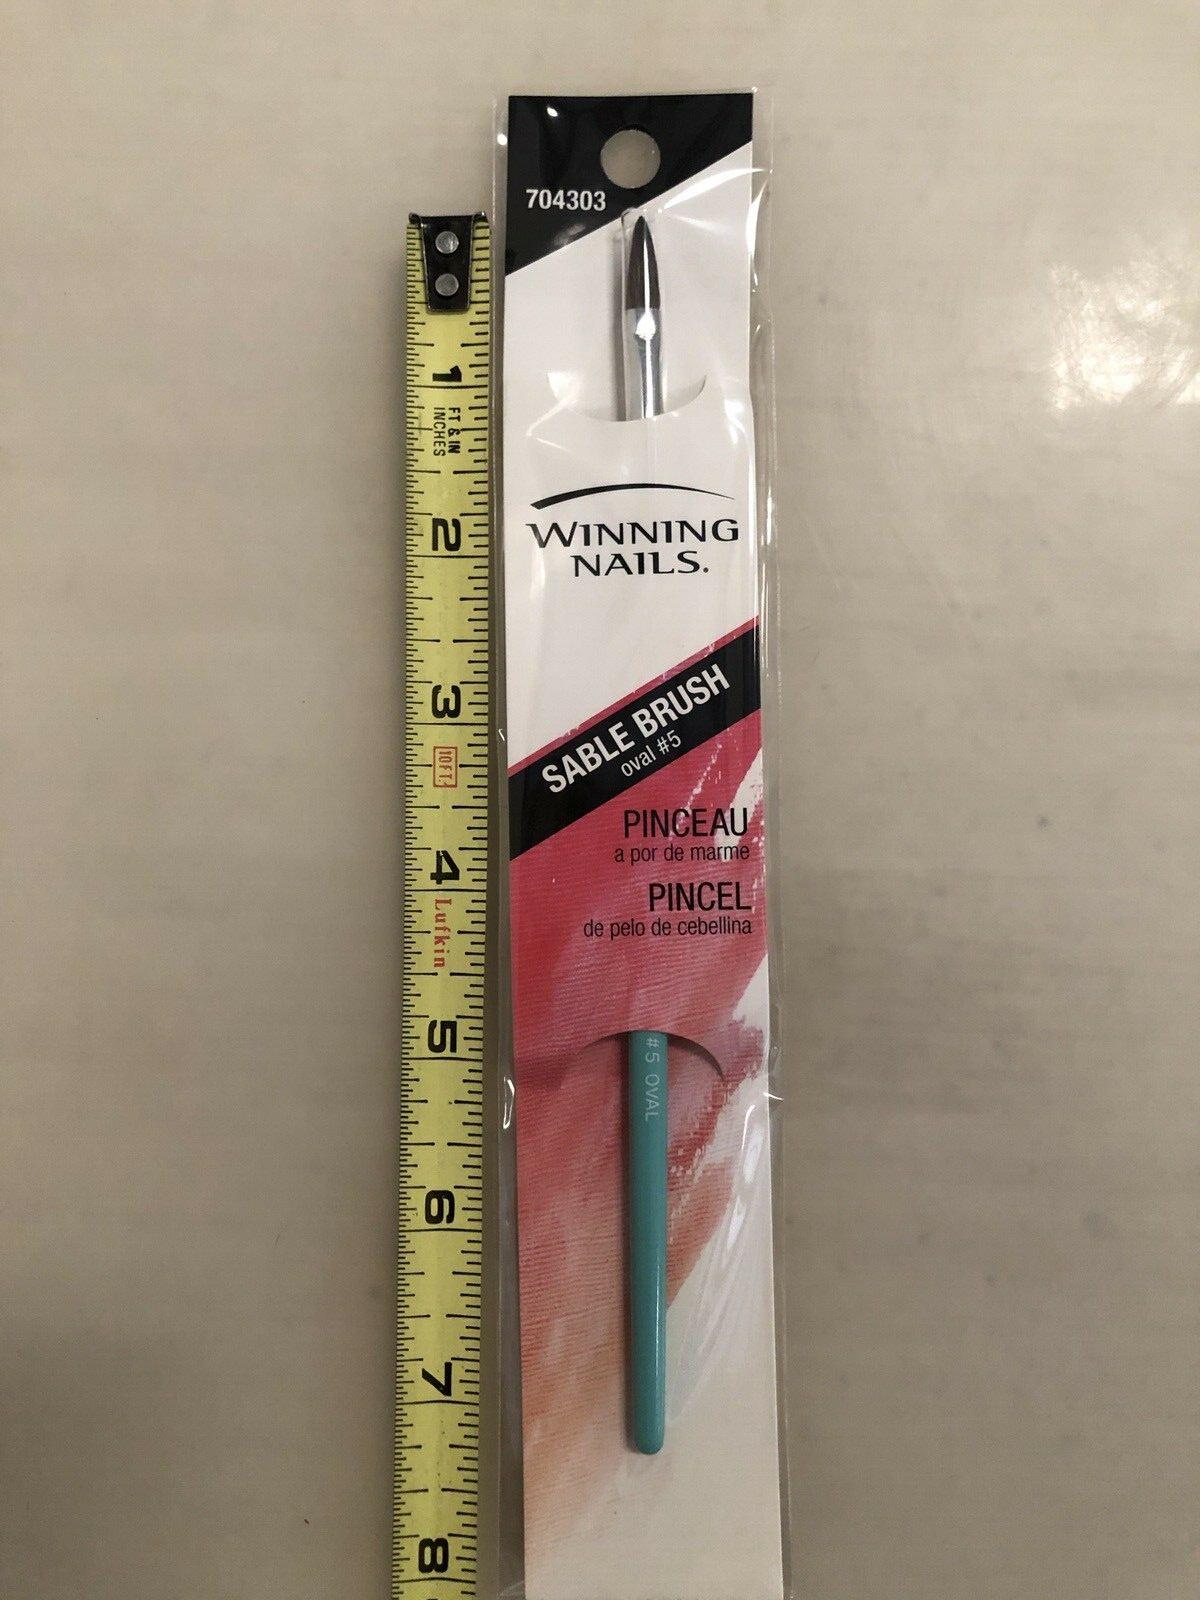 704303
WINNING
NAILS.
SABLE BRUSH
oval #5
PINCEAU
a por de marme
PINCEL
de pelo de cebellina
# 5 OVAL
1
FT & IN
INCHES
2
3
10FT.
4
Lufkin
5
6
7
8